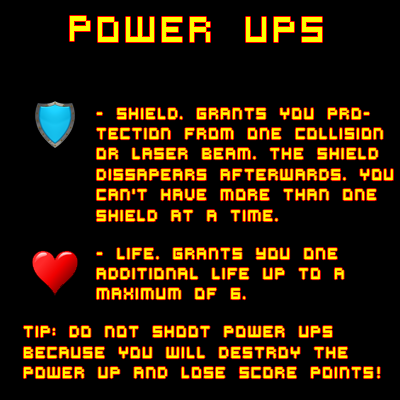 POWER UPS
- SHIELD. GRANTS YOU PRO-
TECTION FROM ONE COLLISION
OR LASER BEAM. THE SHIELD
DISSAPEARS AFTERWARDS. YOU
CAN'T HAVE MORE THAN ONE
SHIELD AT A TIME.
- LIFE. GRANTS YOU ONE
ADDITIONAL LIFE UP TO A
MAXIMUM OF 6.
TIP: DO NOT SHOOT POWER UPS
BECAUSE YOU WILL DESTROY THE
POWER UP AND LOSE SCORE POINTS!